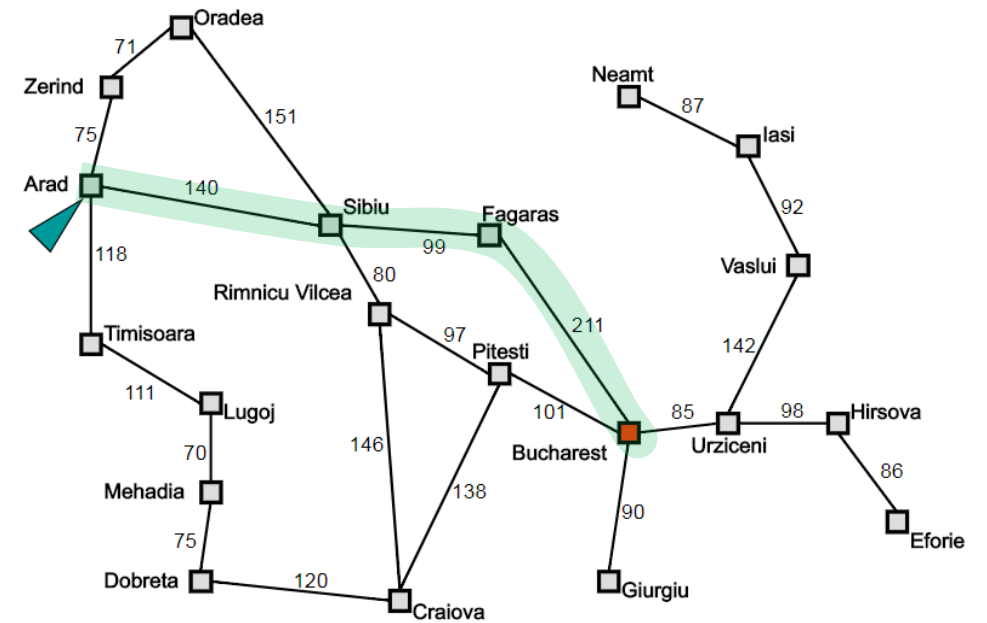 Oradea
71
Neamt
Zerind
87
151
Iasi
75
Arad
140
Sibiu
Fagaras
92
99
118
Vaslui
80
Rimnicu Vilcea
211
Timisoara
97
142
Pitesti
111
Lugoj
101
85
98
Hirsova
Bucharest
Urziceni
146
70
86
Mehadia
138
90
75
Eforie
Dobreta
120
Giurgiu
Craiova